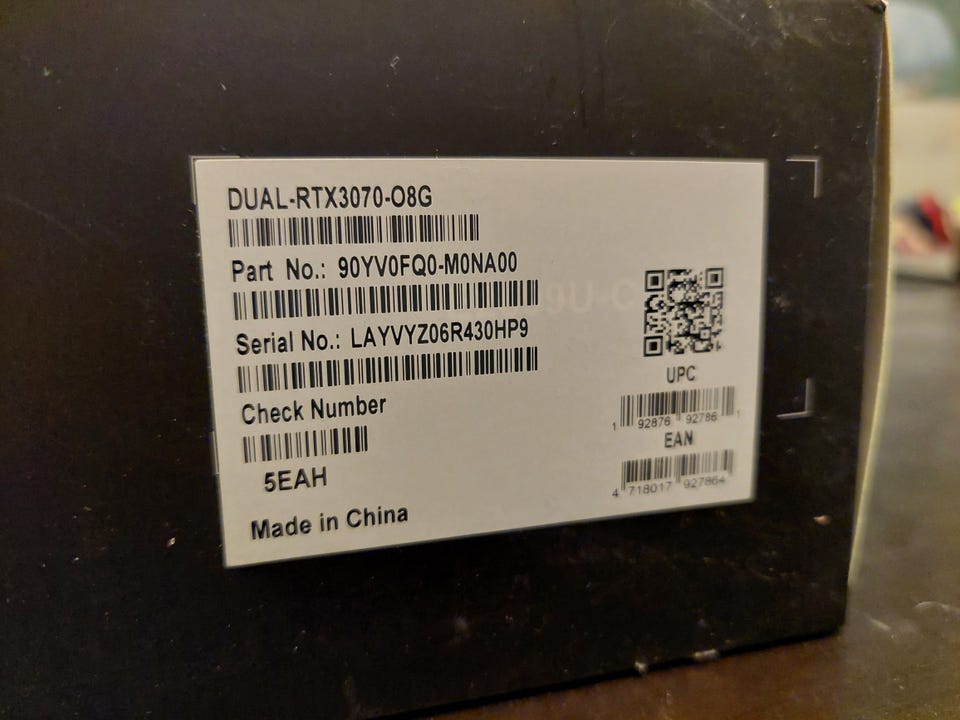 DUAL-RTX3070-O8G
Part No.: 90YV0FQ0-M0NA00
Serial No.: LAYVYZ06R430HP9
Check Number
5EAH
Made in China
UPC
1 92876 92786 1
EAN
4 718017 927864